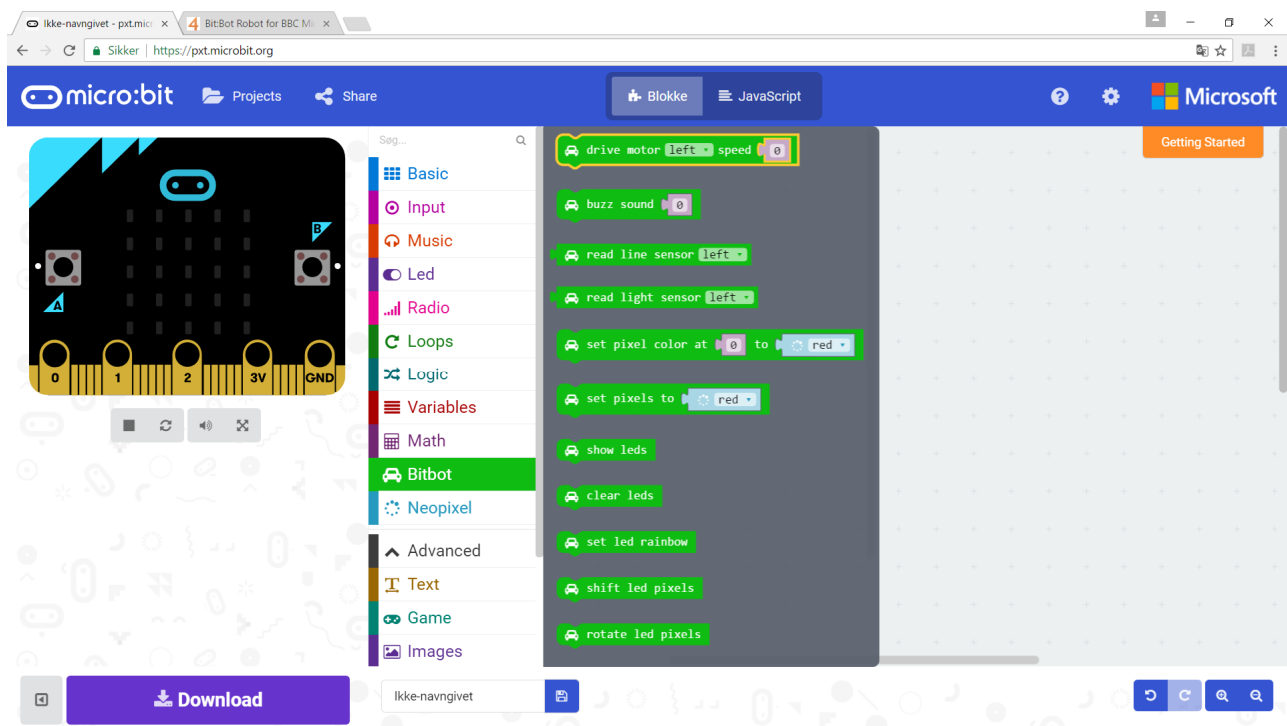 Ikke-navngivet - pxt.micr
Bit:Bot Robot for BBC Mi
Sikker
https://pxt.microbit.org
micro:bit
Projects
Share
Blokke
JavaScript
Microsoft
Getting Started
Søg...
Basic
Input
Music
Led
Radio
Loops
Logic
Variables
Math
Bitbot
Neopixel
Advanced
Text
Game
Images
drive motor left speed 0
buzz sound 0
read line sensor left
read light sensor left
set pixel color at 0 to red
set pixels to red
show leds
clear leds
set led rainbow
shift led pixels
rotate led pixels
A
B
0 1 2 3V GND
Download
Ikke-navngivet